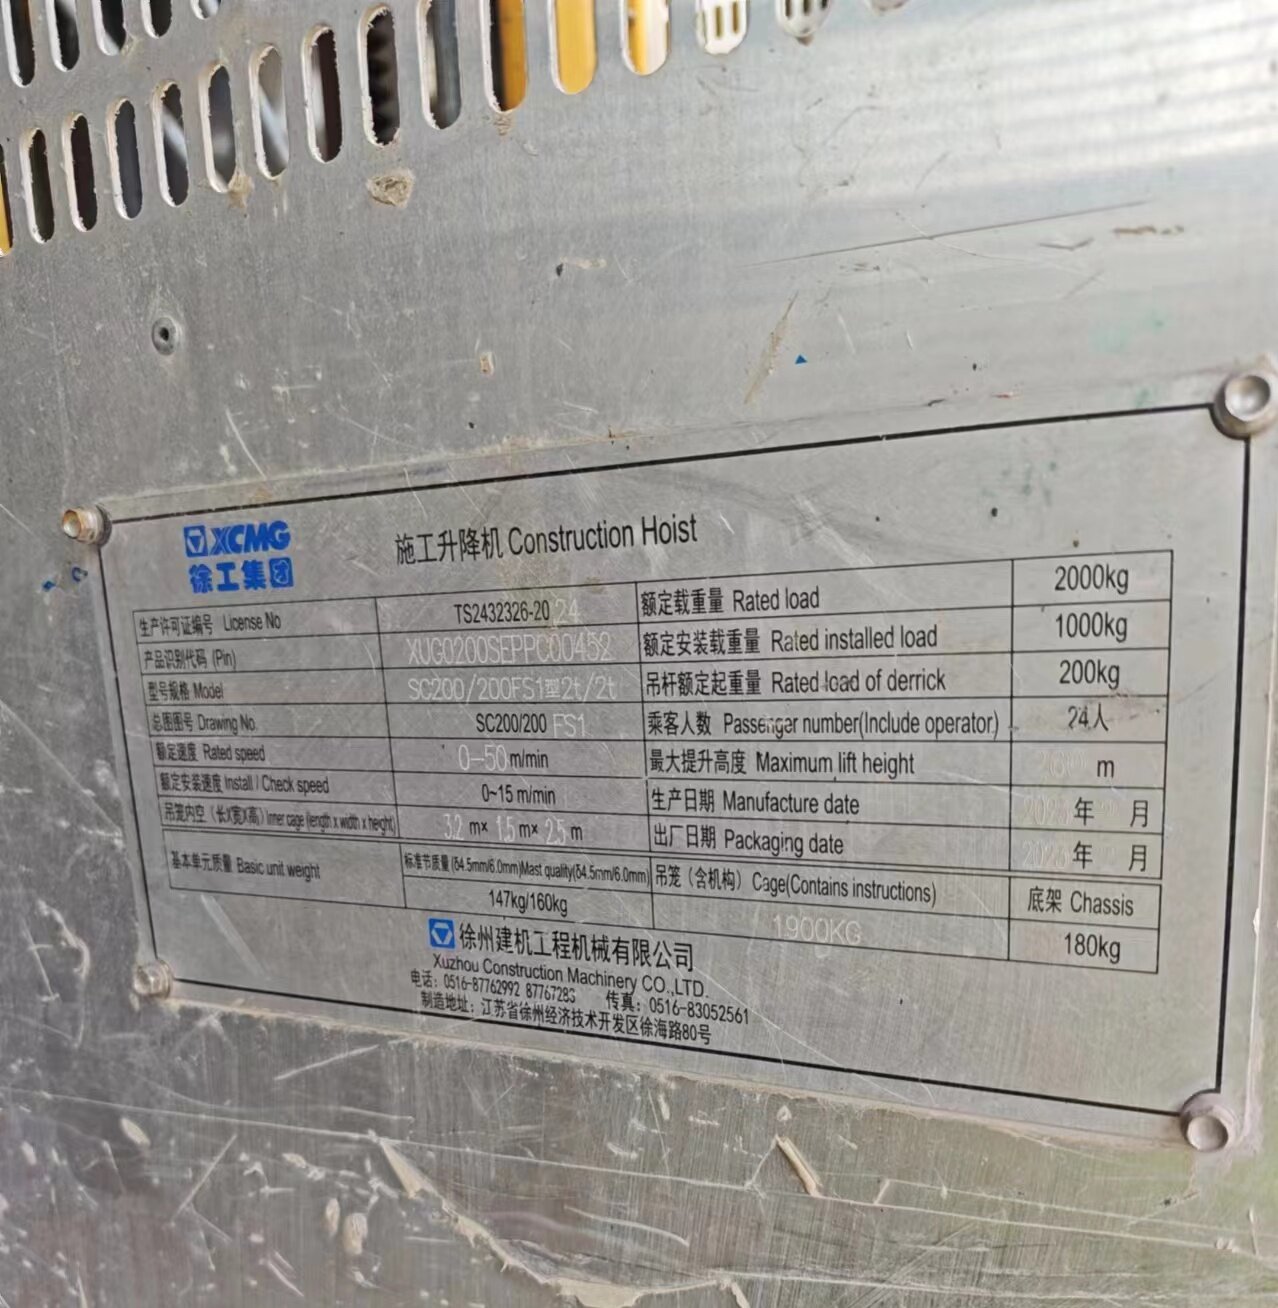 XCMG
徐工集团
施工升降机 Construction Hoist
生产许可证编号 License No TS2432326-2024 额定载重量 Rated load 2000kg
产品识别代码 (Pin) XUG0200SEPPC00452 额定安装载重量 Rated installed load 1000kg
型号规格 Model SC200/200FS1型2t/2t 吊杆额定起重量 Rated load of derrick 200kg
总图图号 Drawing No. SC200/200 FS1 乘客人数 Passenger number(Include operator) 24人
额定速度 Rated speed 0-50 m/min 最大提升高度 Maximum lift height m
额定安装速度 Install / Check speed 0~15 m/min 生产日期 Manufacture date 年 月
吊笼内空（长X宽X高）Inner cage (length x width x height) 3.2 m× 1.5 m× 2.5 m 出厂日期 Packaging date 年 月
基本单元质量 Basic unit weight 标准节质量 (δ4.5mm/6.0mm)Mast quality(δ4.5mm/6.0mm) 吊笼（含机构）Cage(Contains instructions) 底架 Chassis
147kg/160kg 1900KG 180kg
徐州建机工程机械有限公司
Xuzhou Construction Machinery CO.,LTD.
电话：0516-87762992 8776728S 传真：0516-83052561
制造地址：江苏省徐州经济技术开发区徐海路80号